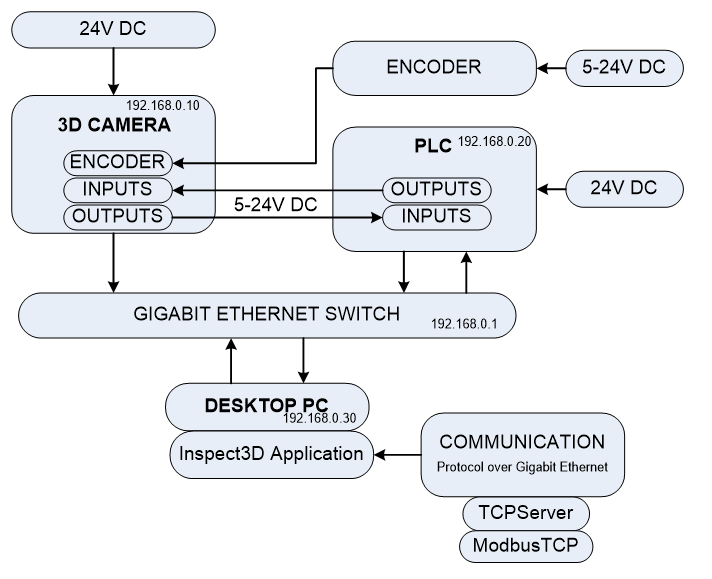 24V DC
ENCODER
5-24V DC
192.168.0.10
3D CAMERA
PLC
192.168.0.20
ENCODER
INPUTS
OUTPUTS
24V DC
OUTPUTS
5-24V DC
INPUTS
GIGABIT ETHERNET SWITCH
192.168.0.1
DESKTOP PC
192.168.0.30
Inspect3D Application
COMMUNICATION
Protocol over Gigabit Ethernet
TCPServer
ModbusTCP